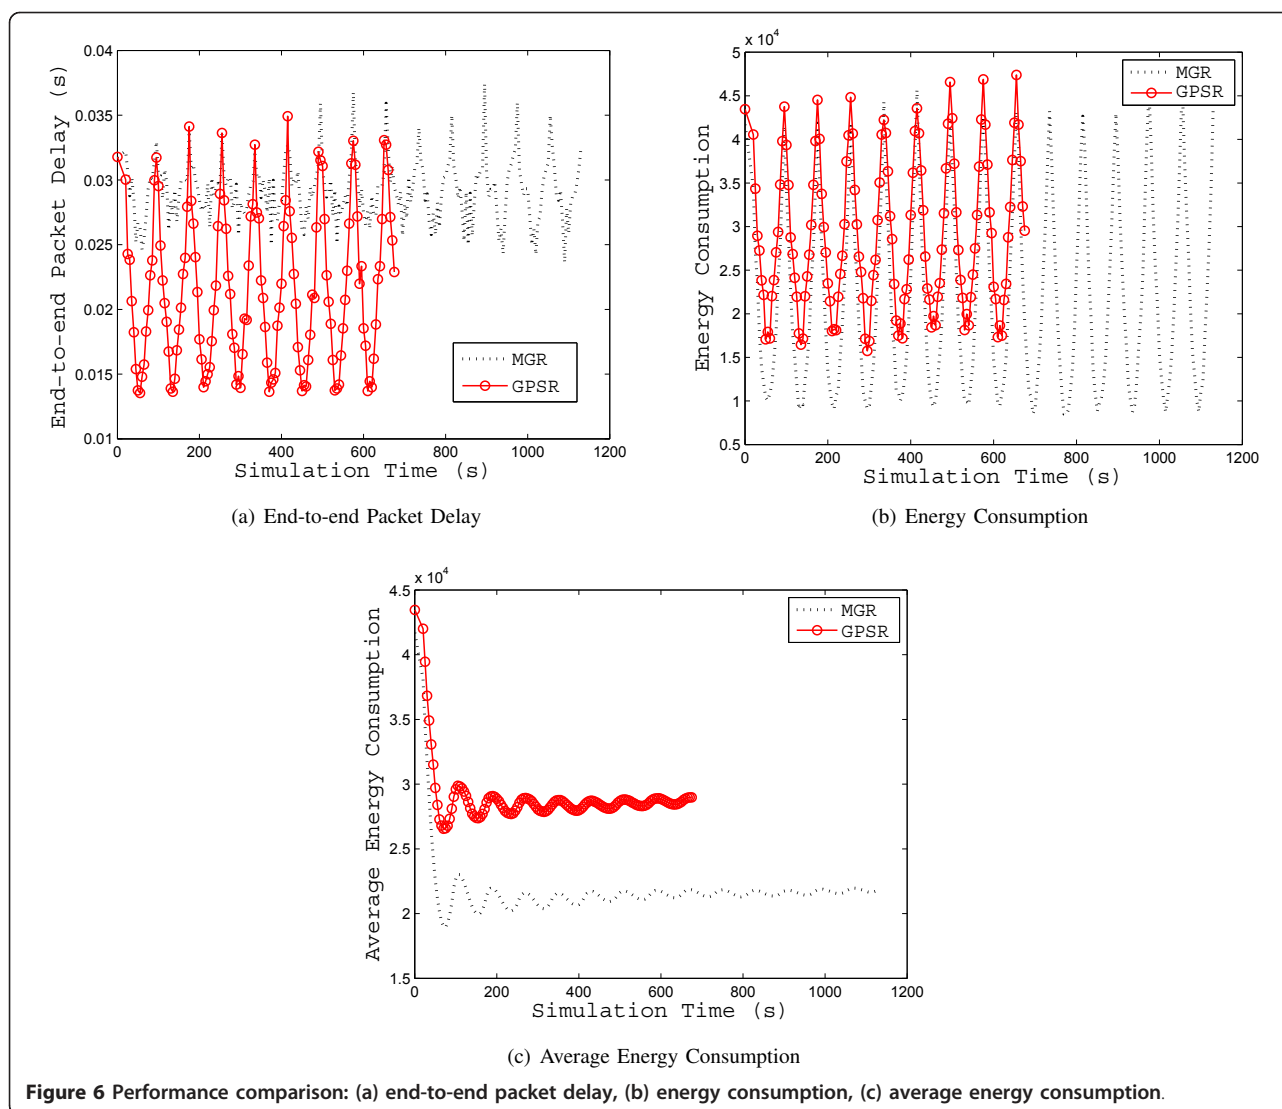 0.04
0.035
0.03
0.025
0.02
0.015
0.01
End-to-end Packet Delay (s)
MGR
GPSR
0 200 400 600 800 1000 1200
Simulation Time (s)
(a) End-to-end Packet Delay
x 10^4
5
4.5
4
3.5
3
2.5
2
1.5
1
0.5
Energy Consumption
MGR
GPSR
0 200 400 600 800 1000 1200
Simulation Time (s)
(b) Energy Consumption
x 10^4
4.5
4
3.5
3
2.5
2
1.5
Average Energy Consumption
MGR
GPSR
0 200 400 600 800 1000 1200
Simulation Time (s)
(c) Average Energy Consumption
Figure 6 Performance comparison: (a) end-to-end packet delay, (b) energy consumption, (c) average energy consumption.